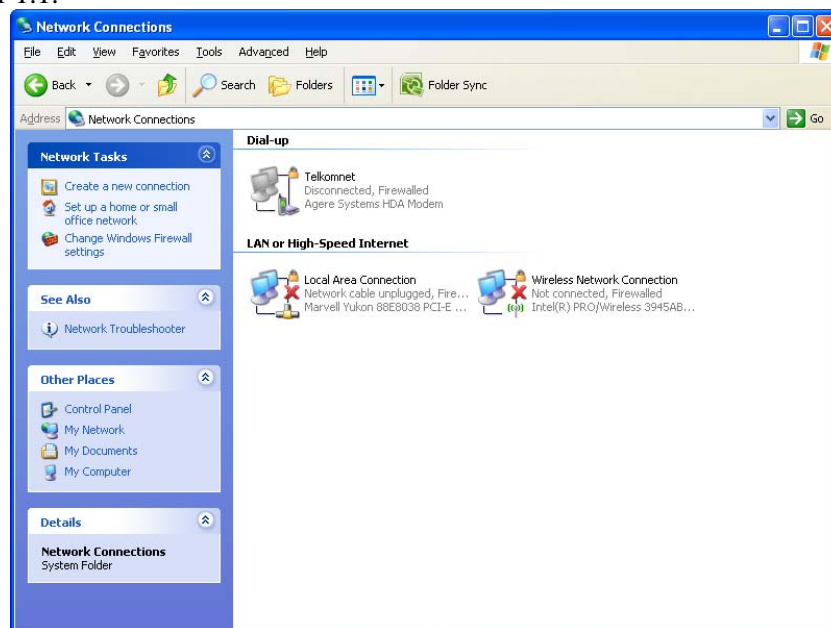 Network Connections
File Edit View Favorites Tools Advanced Help
Back Search Folders Folder Sync
Address Network Connections Go
Network Tasks
Create a new connection
Set up a home or small
office network
Change Windows Firewall
settings
See Also
Network Troubleshooter
Other Places
Control Panel
My Network
My Documents
My Computer
Details
Network Connections
System Folder
Dial-up
Telkomnet
Disconnected, Firewalled
Agere Systems HDA Modem
LAN or High-Speed Internet
Local Area Connection
Network cable unplugged, Fire...
Marvell Yukon 88E8038 PCI-E ...
Wireless Network Connection
Not connected, Firewalled
Intel(R) PRO/Wireless 3945AB...